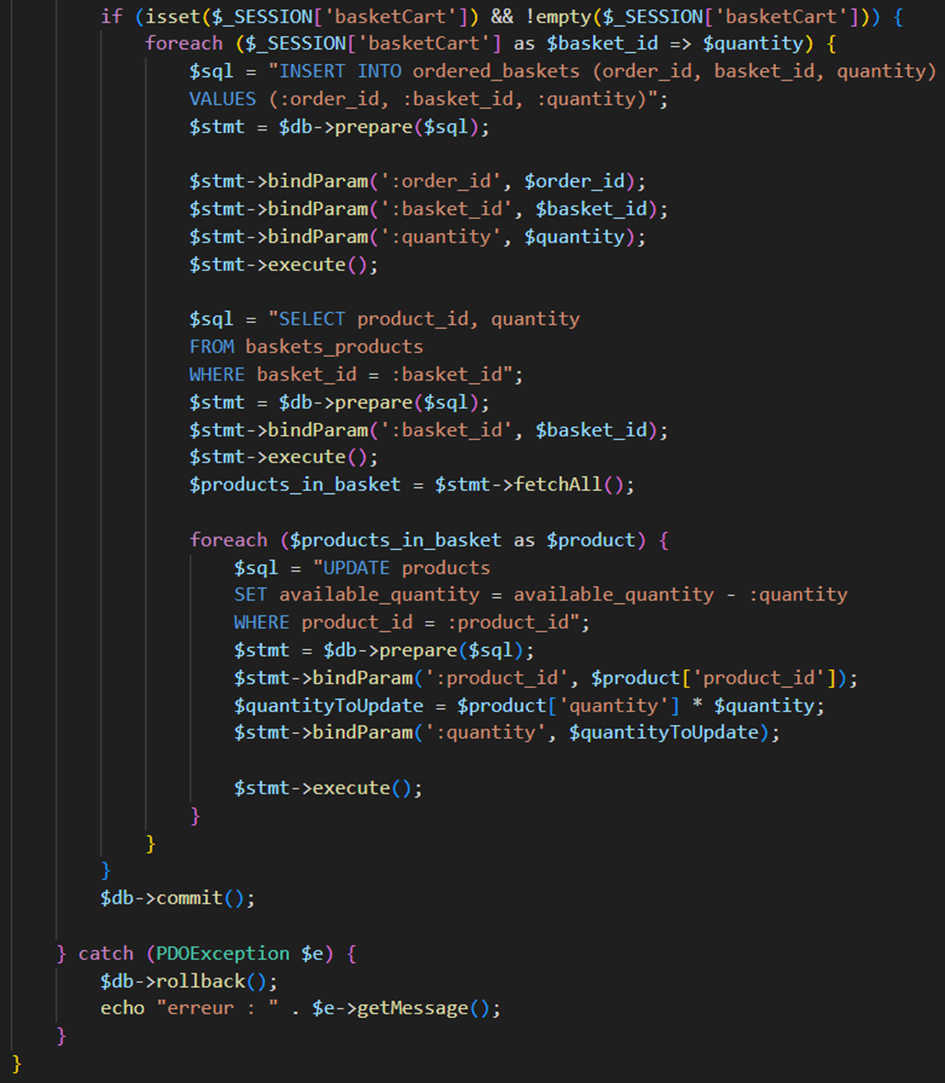 if (isset($_SESSION['basketCart']) && !empty($_SESSION['basketCart'])) {
foreach ($_SESSION['basketCart'] as $basket_id => $quantity) {
$sql = "INSERT INTO ordered_baskets (order_id, basket_id, quantity)
VALUES (:order_id, :basket_id, :quantity)";
$stmt = $db->prepare($sql);
$stmt->bindParam(':order_id', $order_id);
$stmt->bindParam(':basket_id', $basket_id);
$stmt->bindParam(':quantity', $quantity);
$stmt->execute();
$sql = "SELECT product_id, quantity
FROM baskets_products
WHERE basket_id = :basket_id";
$stmt = $db->prepare($sql);
$stmt->bindParam(':basket_id', $basket_id);
$stmt->execute();
$products_in_basket = $stmt->fetchAll();
foreach ($products_in_basket as $product) {
$sql = "UPDATE products
SET available_quantity = available_quantity - :quantity
WHERE product_id = :product_id";
$stmt = $db->prepare($sql);
$stmt->bindParam(':product_id', $product['product_id']);
$quantityToUpdate = $product['quantity'] * $quantity;
$stmt->bindParam(':quantity', $quantityToUpdate);
$stmt->execute();
}
}
}
$db->commit();
} catch (PDOException $e) {
$db->rollback();
echo "erreur : " . $e->getMessage();
}
}